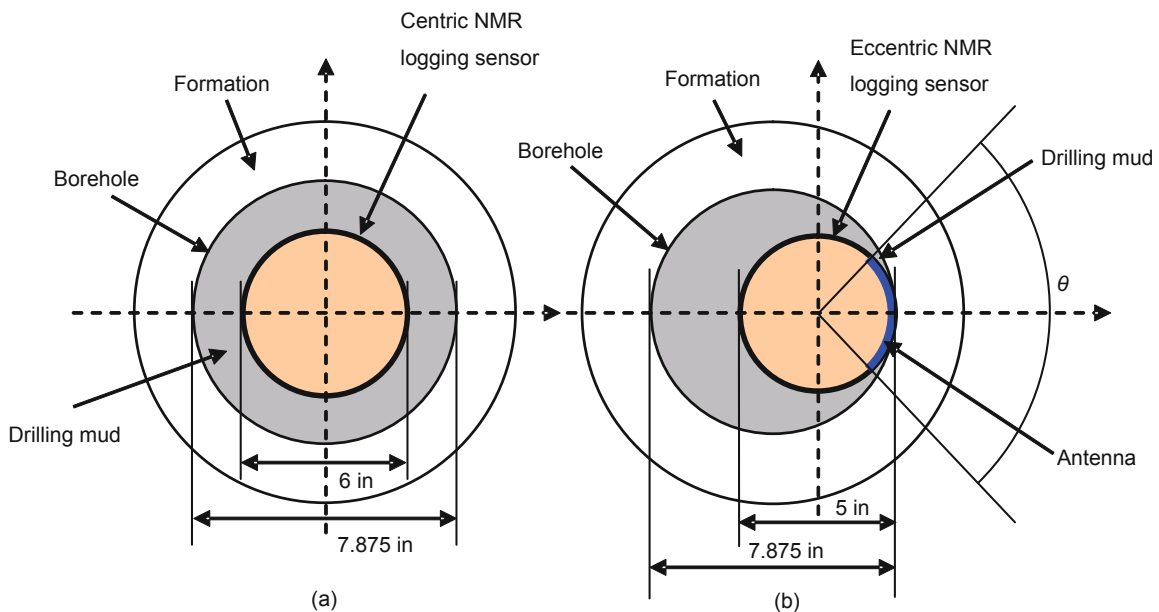 Centric NMR
logging sensor
Formation
Borehole
Drilling mud
6 in
7.875 in
(a)
Eccentric NMR
logging sensor
Formation
Borehole
Drilling mud
θ
Antenna
5 in
7.875 in
(b)